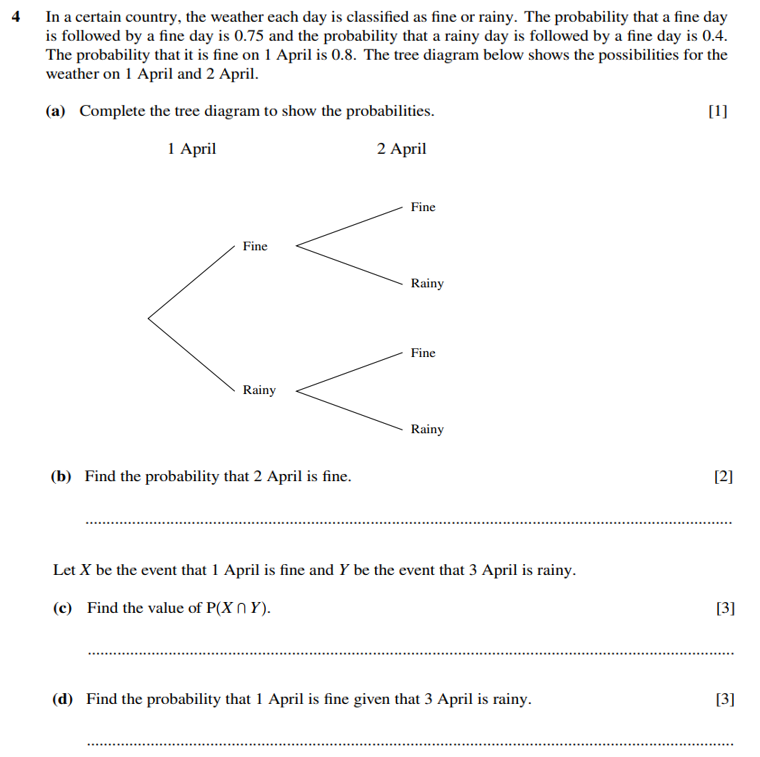 4 In a certain country, the weather each day is classified as fine or rainy. The probability that a fine day
is followed by a fine day is 0.75 and the probability that a rainy day is followed by a fine day is 0.4.
The probability that it is fine on 1 April is 0.8. The tree diagram below shows the possibilities for the
weather on 1 April and 2 April.
(a) Complete the tree diagram to show the probabilities. [1]
1 April 2 April
Fine
Fine
Rainy
Fine
Rainy
Rainy
(b) Find the probability that 2 April is fine. [2]
Let X be the event that 1 April is fine and Y be the event that 3 April is rainy.
(c) Find the value of P(X ∩ Y). [3]
(d) Find the probability that 1 April is fine given that 3 April is rainy. [3]